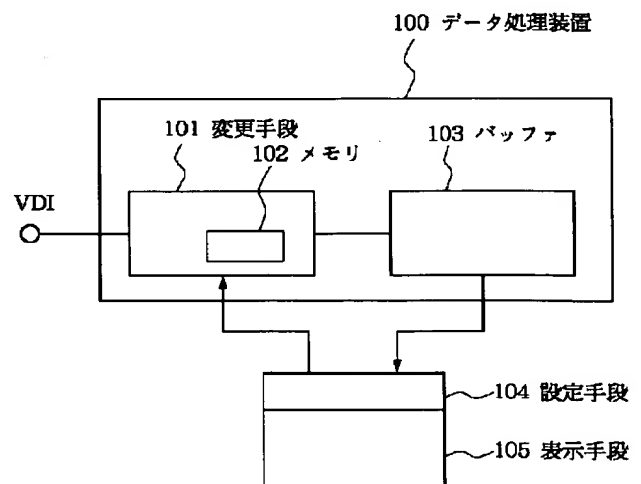 100 データ処理装置
101 変更手段
102 メモリ
103 バッファ
VDI
104 設定手段
105 表示手段